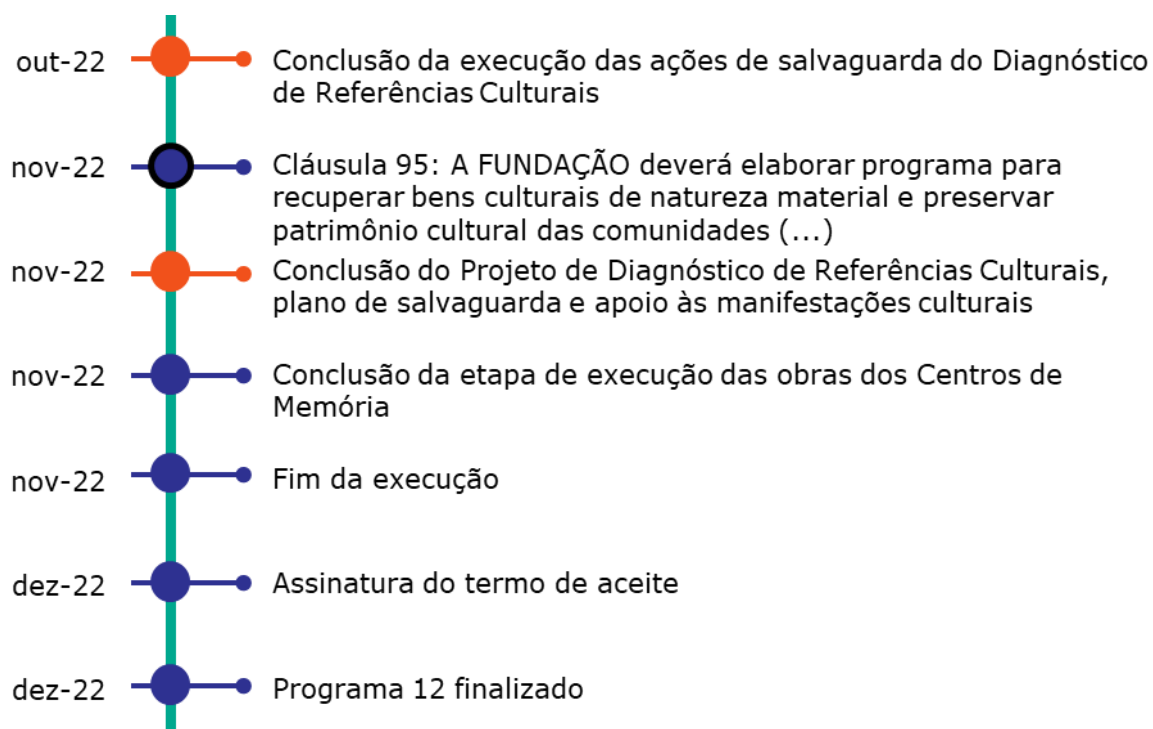 out-22
Conclusão da execução das ações de salvaguarda do Diagnóstico
de Referências Culturais
nov-22
Cláusula 95: A FUNDAÇÃO deverá elaborar programa para
recuperar bens culturais de natureza material e preservar
patrimônio cultural das comunidades (...)
nov-22
Conclusão do Projeto de Diagnóstico de Referências Culturais,
plano de salvaguarda e apoio às manifestações culturais
nov-22
Conclusão da etapa de execução das obras dos Centros de
Memória
nov-22
Fim da execução
dez-22
Assinatura do termo de aceite
dez-22
Programa 12 finalizado